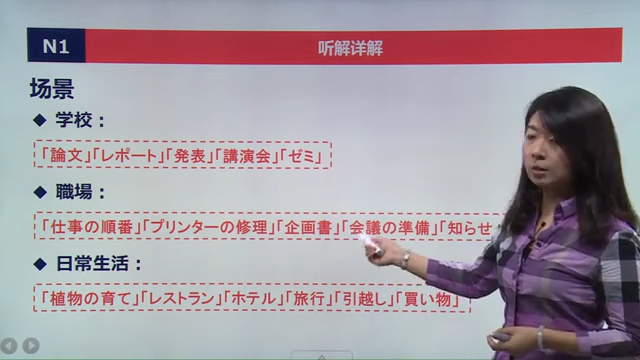 N1
听解详解
场景
◆ 学校：
「論文」「レポート」「発表」「講演会」「ゼミ」
◆ 職場：
「仕事の順番」「プリンターの修理」「企画書」「会議の準備」「知らせ
◆ 日常生活：
「植物の育て」「レストラン」「ホテル」「旅行」「引越し」「買い物」